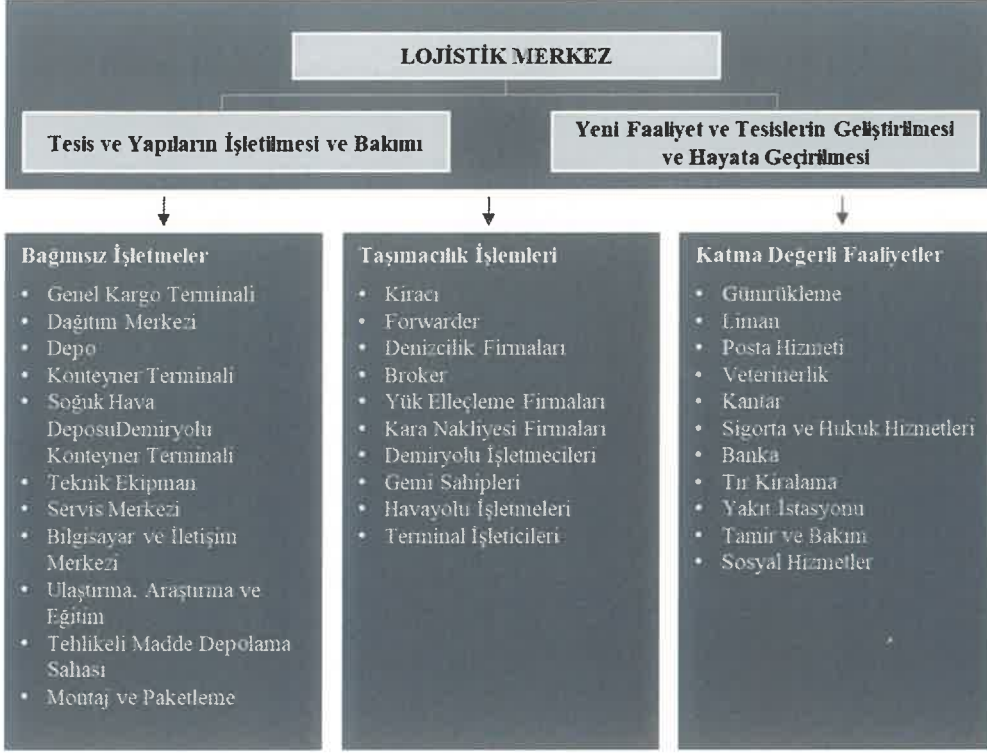 LOJİSTİK MERKEZ
Tesis ve Yapıların İşletilmesi ve Bakımı
Yeni Faaliyet ve Tesislerin Geliştirilmesi
ve Hayata Geçirilmesi
Bağımsız İşletmeler
• Genel Kargo Terminali
• Dağıtım Merkezi
• Depo
• Konteyner Terminali
• Soğuk Hava
DeposuDemiryolu
Konteyner Terminali
• Teknik Ekipman
• Servis Merkezi
• Bilgisayar ve İletişim
Merkezi
• Ulaştırma, Araştırma ve
Eğitim
• Tehlikeli Madde Depolama
Sahası
• Montaj ve Paketleme
Taşımacılık İşlemleri
• Kiracı
• Forwarder
• Denizcilik Firmaları
• Broker
• Yük Elleçleme Firmaları
• Kara Nakliyesi Firmaları
• Demiryolu İşletmecileri
• Gemi Sahipleri
• Havayolu İşletmeleri
• Terminal İşleticileri
Katma Değerli Faaliyetler
• Gümrükleme
• Liman
• Posta Hizmeti
• Veterinerlik
• Kantar
• Sigorta ve Hukuk Hizmetleri
• Banka
• Tır Kiralama
• Yakıt İstasyonu
• Tamir ve Bakım
• Sosyal Hizmetler